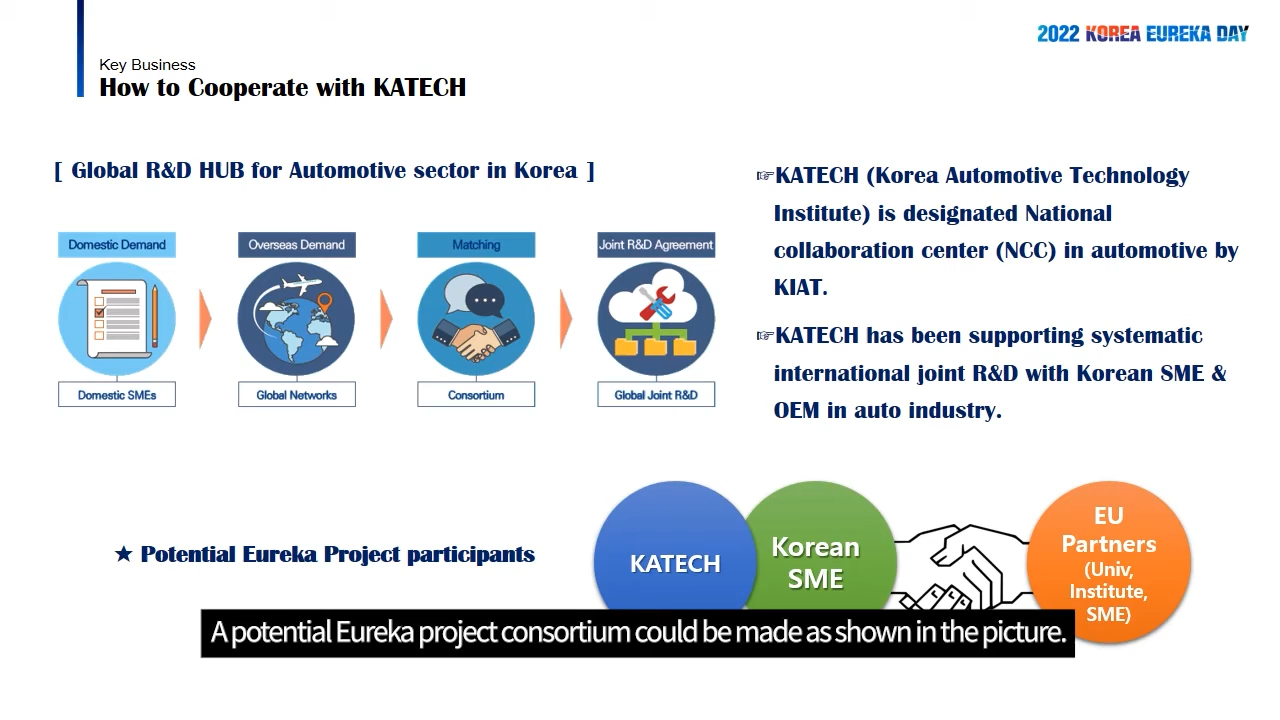 2022 KOREA EUREKA DAY
Key Business
How to Cooperate with KATECH
[ Global R&D HUB for Automotive sector in Korea ]
Domestic Demand
Overseas Demand
Matching
Joint R&D Agreement
Domestic SMEs
Global Networks
Consortium
Global Joint R&D
☞KATECH (Korea Automotive Technology
Institute) is designated National
collaboration center (NCC) in automotive by
KIAT.
☞KATECH has been supporting systematic
international joint R&D with Korean SME &
OEM in auto industry.
★ Potential Eureka Project participants
KATECH
Korean
SME
EU
Partners
(Univ,
Institute,
SME)
A potential Eureka project consortium could be made as shown in the picture.